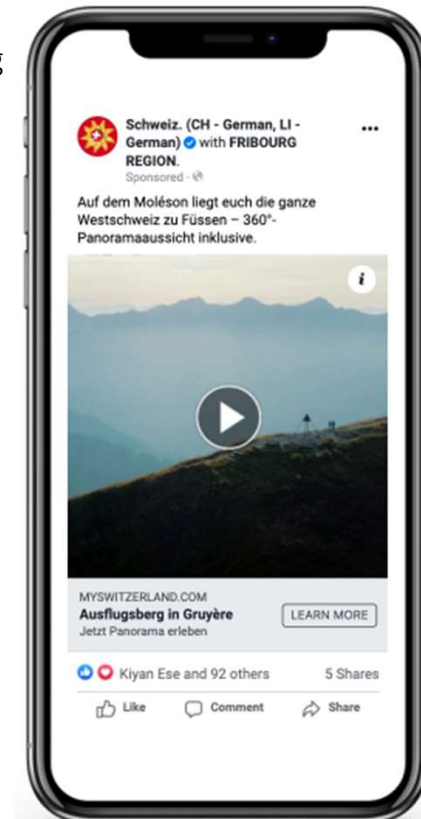 g
Schweiz. (CH - German, LI -
German) with FRIBOURG
REGION.
Sponsored ·
Auf dem Moléson liegt euch die ganze
Westschweiz zu Füssen – 360°-
Panoramaaussicht inklusive.
i
MYSWITZERLAND.COM
Ausflugsberg in Gruyère
Jetzt Panorama erleben
LEARN MORE
Kiyan Ese and 92 others
5 Shares
Like
Comment
Share